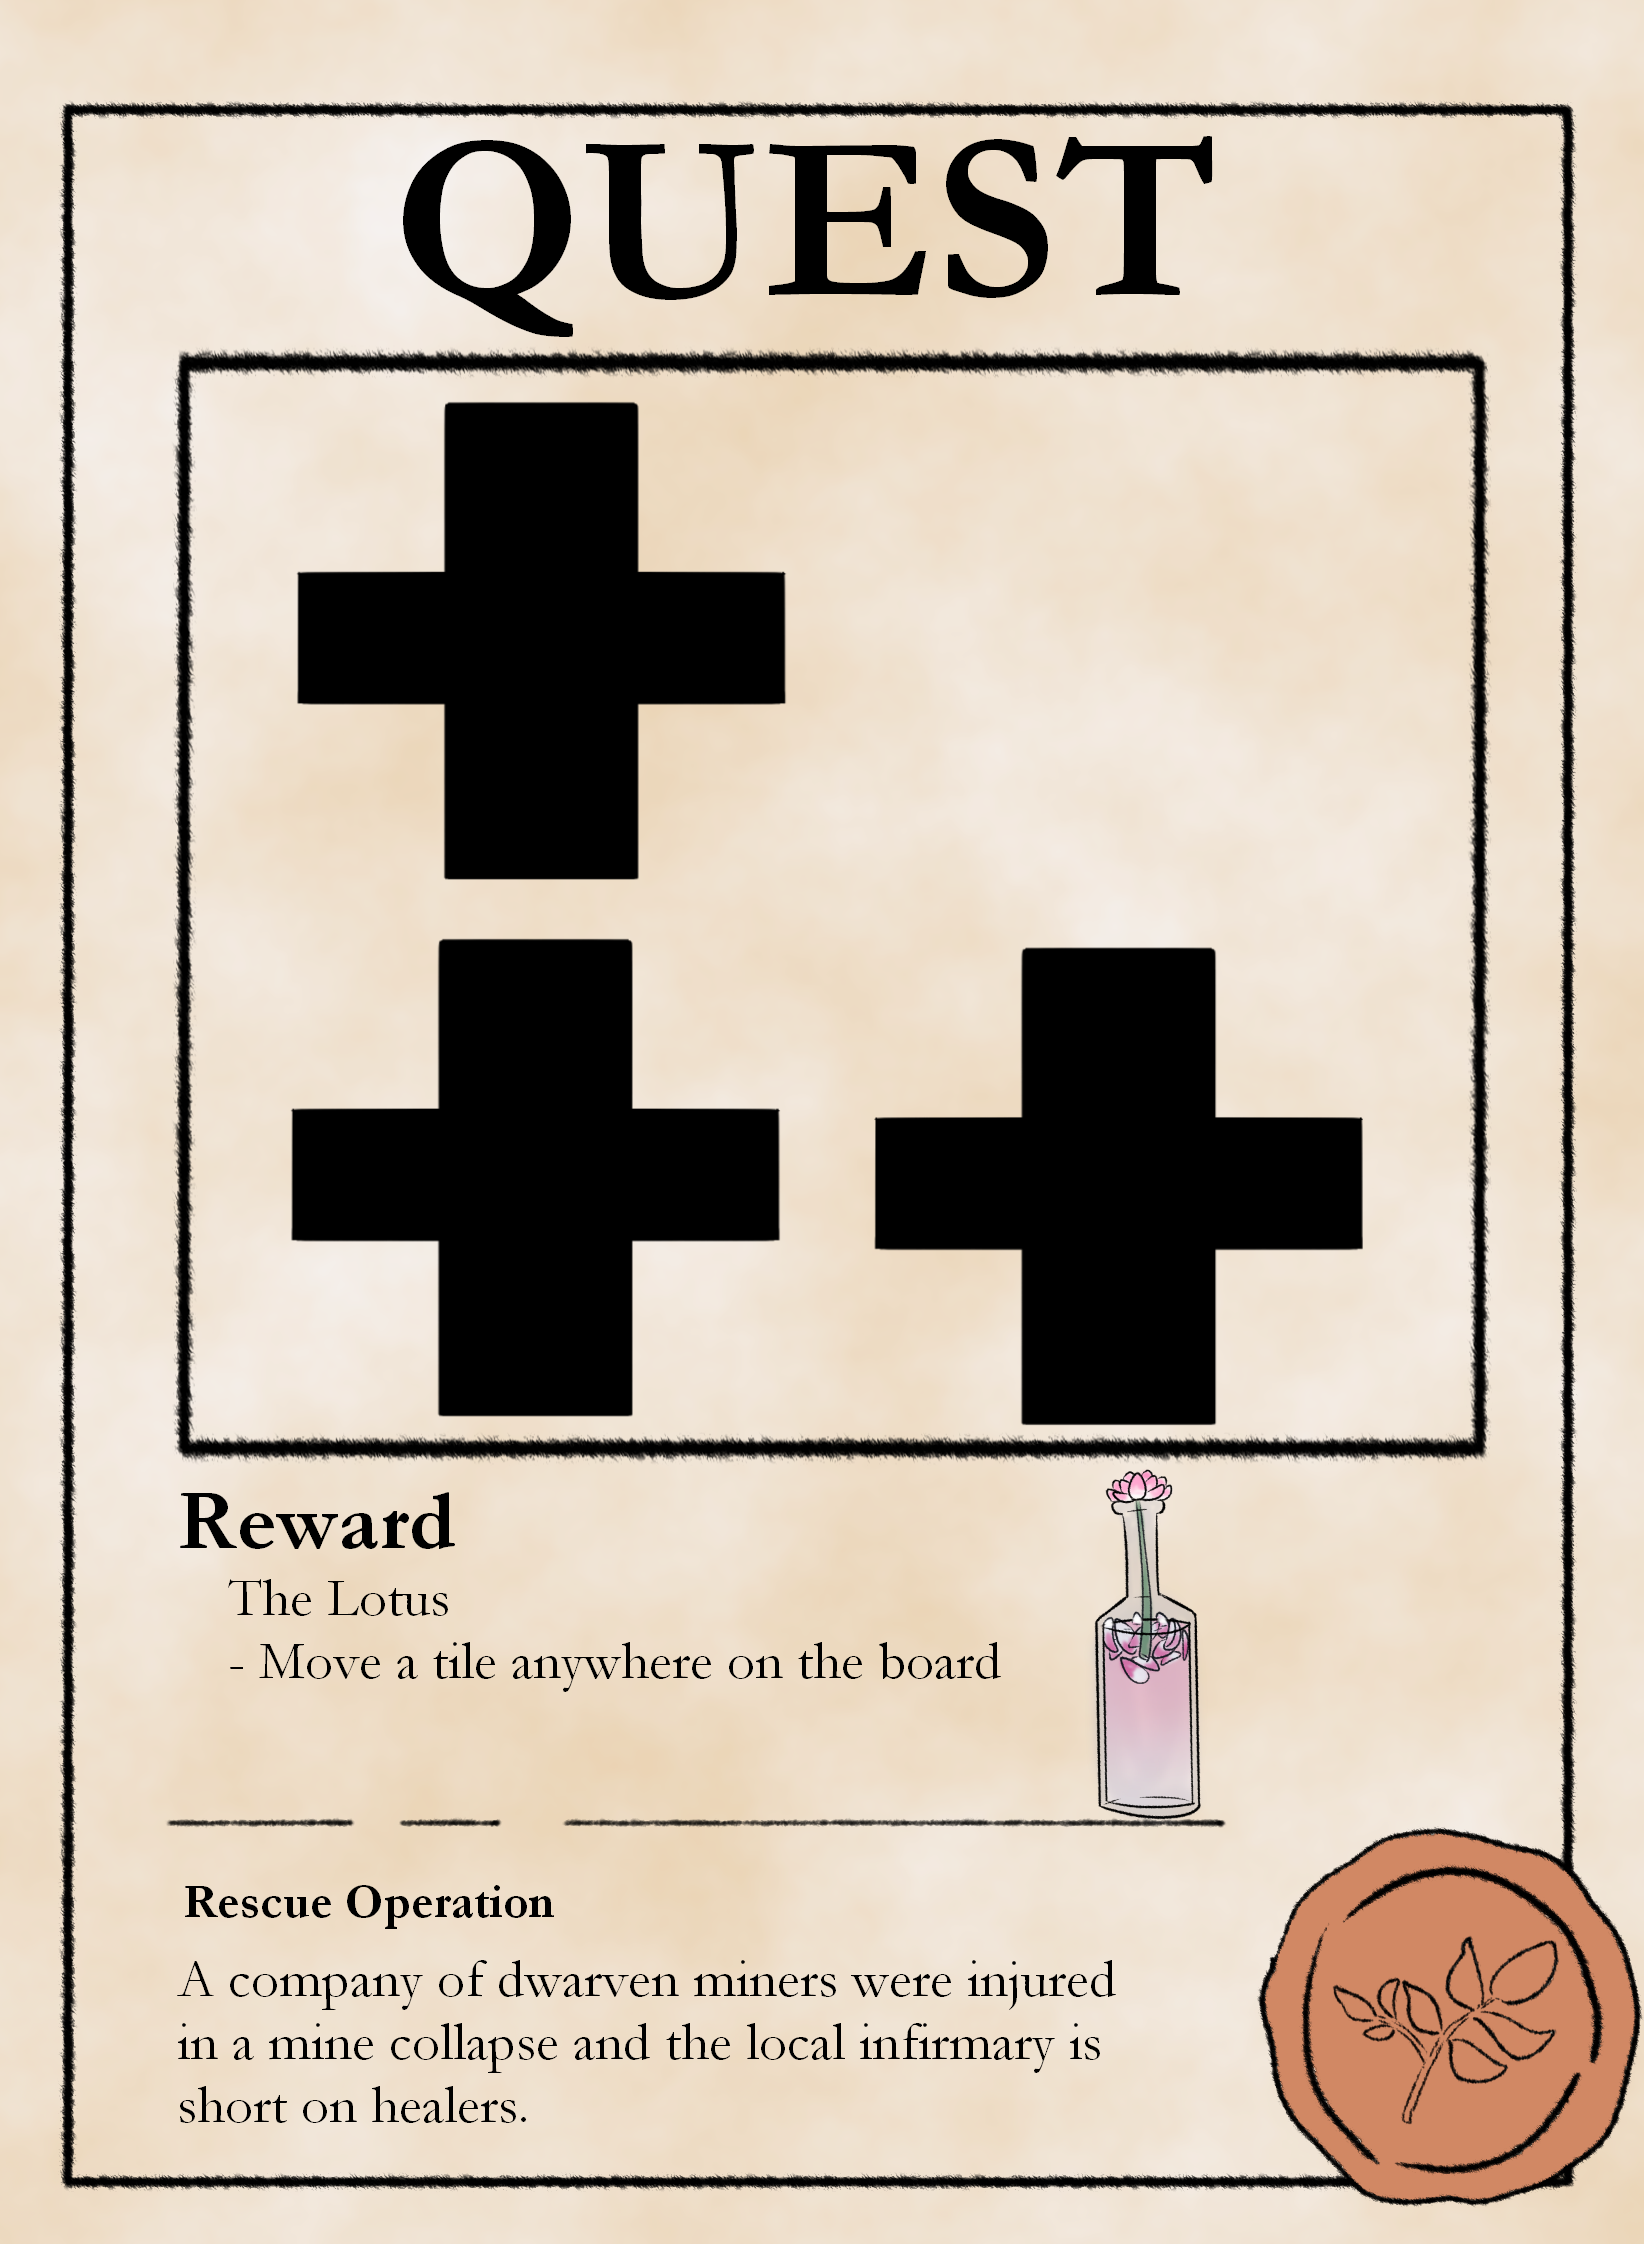 QUEST
Reward
The Lotus
- Move a tile anywhere on the board
Rescue Operation
A company of dwarven miners were injured
in a mine collapse and the local infirmary is
short on healers.